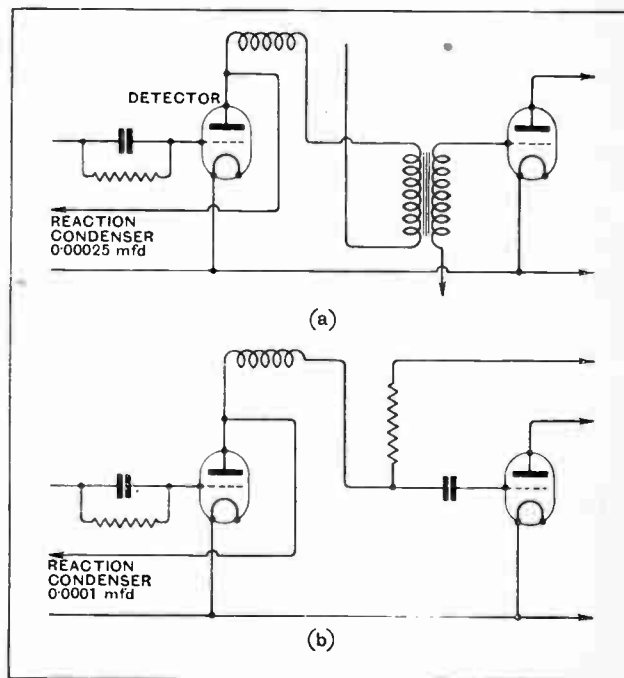 DETECTOR
REACTION
CONDENSER
0·00025 mfd
(a)
REACTION
CONDENSER
0·0001 mfd
(b)